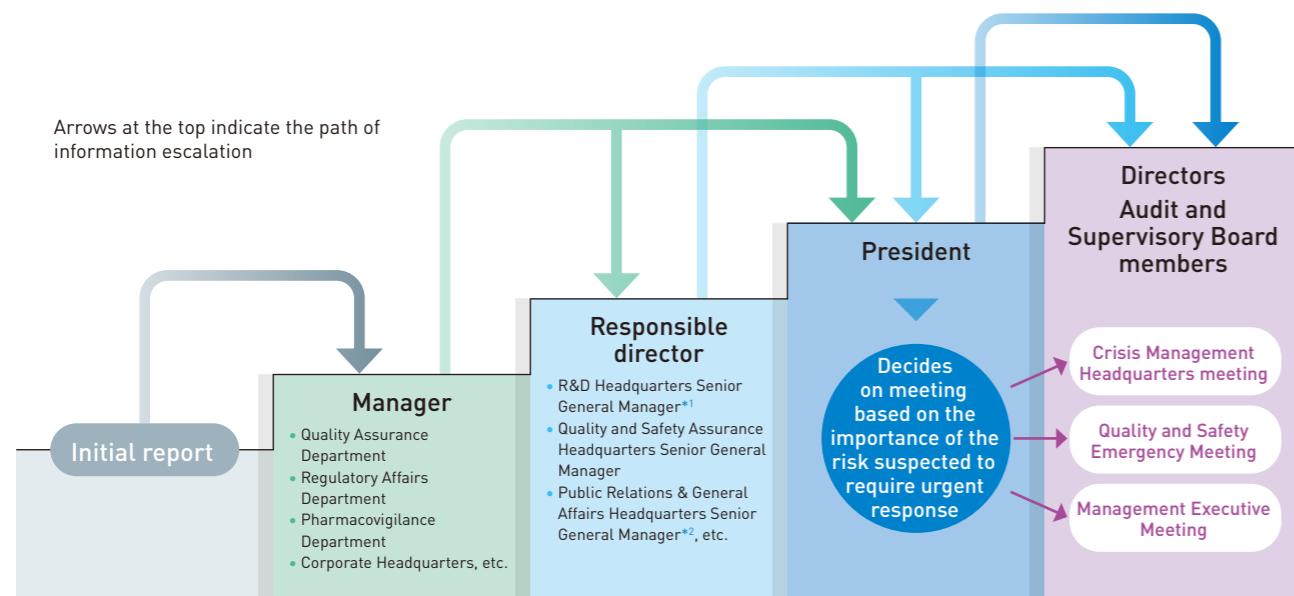 Arrows at the top indicate the path of
information escalation
Initial report
Manager
• Quality Assurance
Department
• Regulatory Affairs
Department
• Pharmacovigilance
Department
• Corporate Headquarters, etc.
Responsible
director
• R&D Headquarters Senior
General Manager*1
• Quality and Safety Assurance
Headquarters Senior General
Manager
• Public Relations & General
Affairs Headquarters Senior
General Manager*2, etc.
President
Decides
on meeting
based on the
importance of the
risk suspected to
require urgent
response
Directors
Audit and
Supervisory Board
members
Crisis Management
Headquarters meeting
Quality and Safety
Emergency Meeting
Management Executive
Meeting